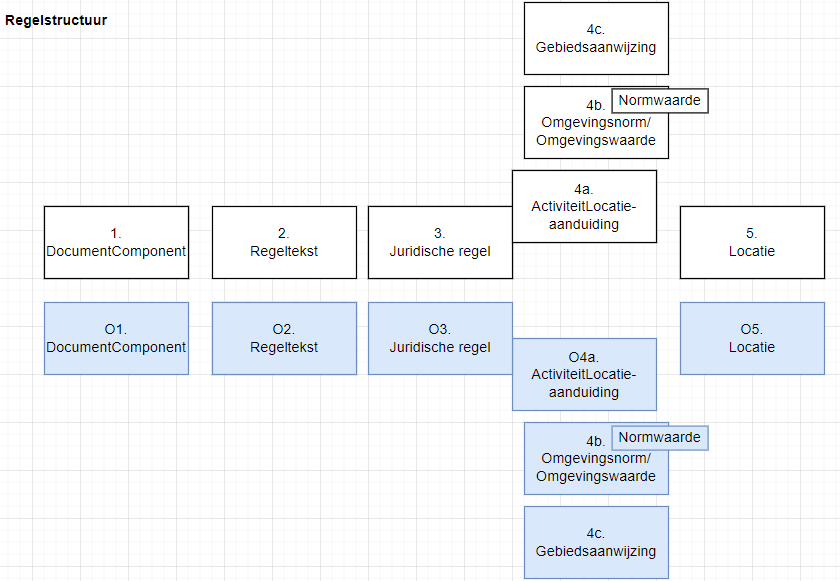 Regelstructuur
4c.
Gebiedsaanwijzing
4b.
Normwaarde
Omgevingsnorm/
Omgevingswaarde
4a.
ActiviteitLocatie-
aanduiding
1.
DocumentComponent
2.
Regeltekst
3.
Juridische regel
5.
Locatie
O1.
DocumentComponent
O2.
Regeltekst
O3.
Juridische regel
O4a.
ActiviteitLocatie-
aanduiding
O5.
Locatie
4b.
Normwaarde
Omgevingsnorm/
Omgevingswaarde
4c.
Gebiedsaanwijzing